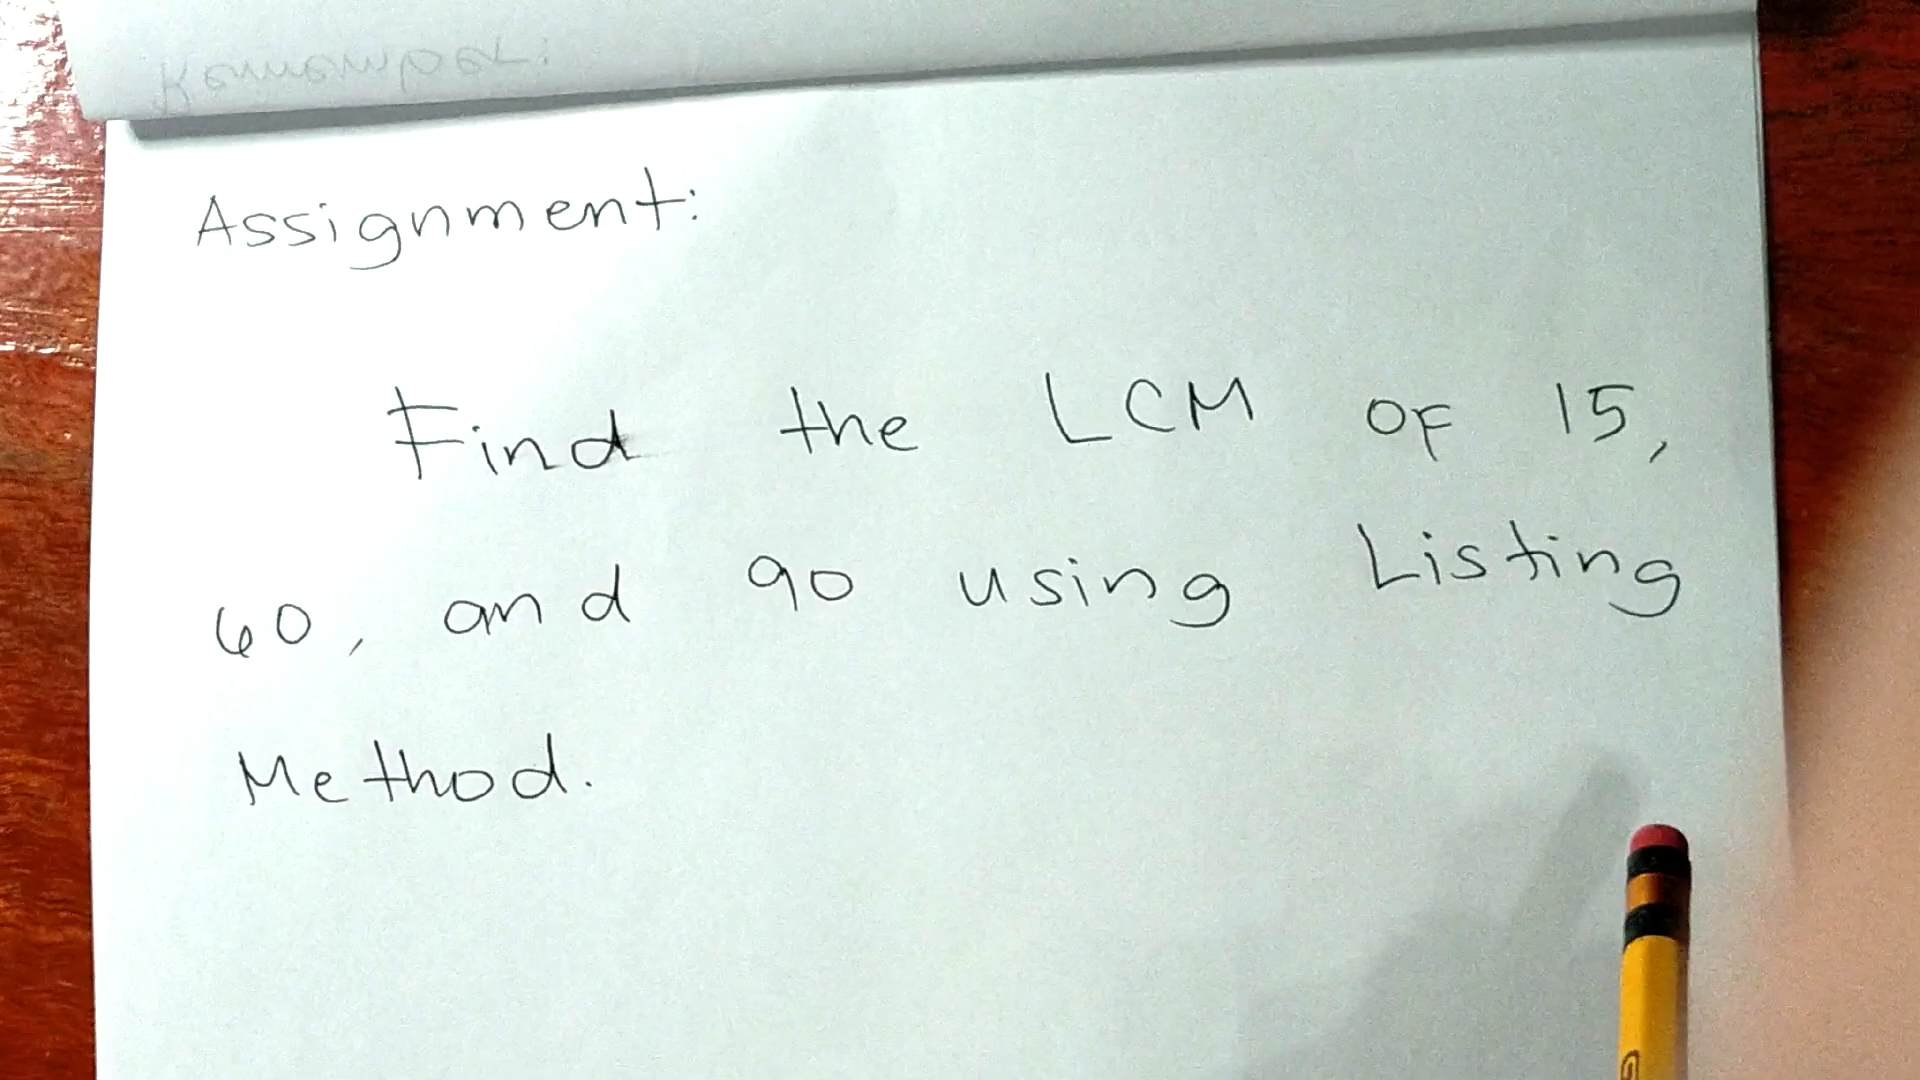 Assignment:
Find the LCM of 15,
60, and 90 using Listing
Method.
G